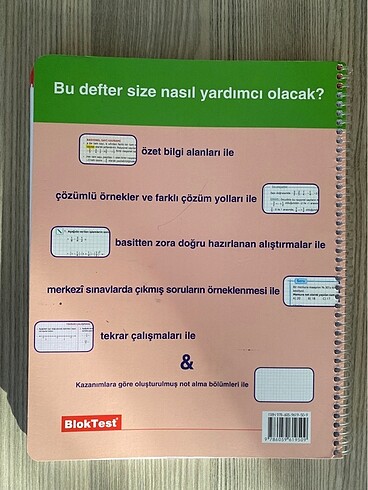 Bu defter size nasıl yardımcı olacak?
özet bilgi alanları ile
çözümlü örnekler ve farklı çözüm yolları ile
basitten zora doğru hazırlanan alıştırmalar ile
merkezî sınavlarda çıkmış soruların örneklenmesi ile
tekrar çalışmaları ile
&
Kazanımlara göre oluşturulmuş not alma bölümleri ile
BlokTest